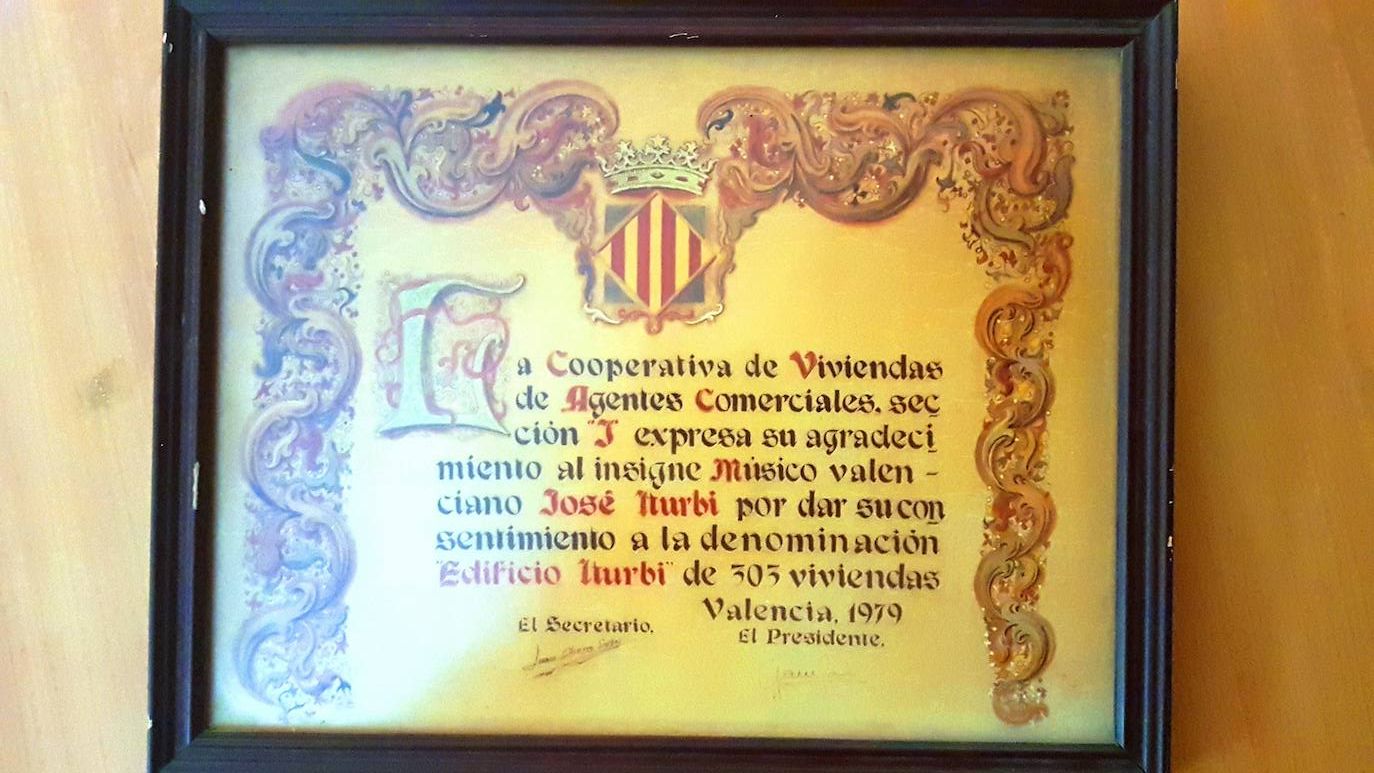 La Cooperativa de Viviendas
de Agentes Comerciales, sec
ción "J" expresa su agradeci
miento al insigne Músico valen-
ciano José Iturbi por dar su con
sentimiento a la denominación
"Edificio Iturbi" de 303 viviendas
Valencia, 1979
El Secretario,
El Presidente,